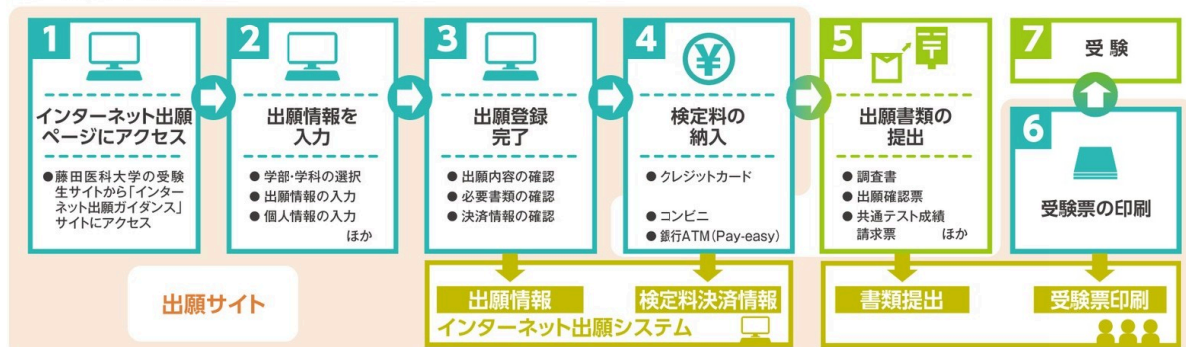 1
インターネット出願
ページにアクセス
●藤田医科大学の受験
生サイトから「インター
ネット出願ガイダンス」
サイトにアクセス
2
出願情報を
入力
●学部・学科の選択
●出願情報の入力
●個人情報の入力
ほか
3
出願登録
完了
●出願内容の確認
●必要書類の確認
●決済情報の確認
4
検定料の
納入
●クレジットカード
●コンビニ
●銀行ATM(Pay-easy)
5
出願書類の
提出
●調査書
●出願確認票
●共通テスト成績
請求票 ほか
6
受験票の印刷
7
受験
出願サイト
出願情報
検定料決済情報
インターネット出願システム
書類提出
受験票印刷